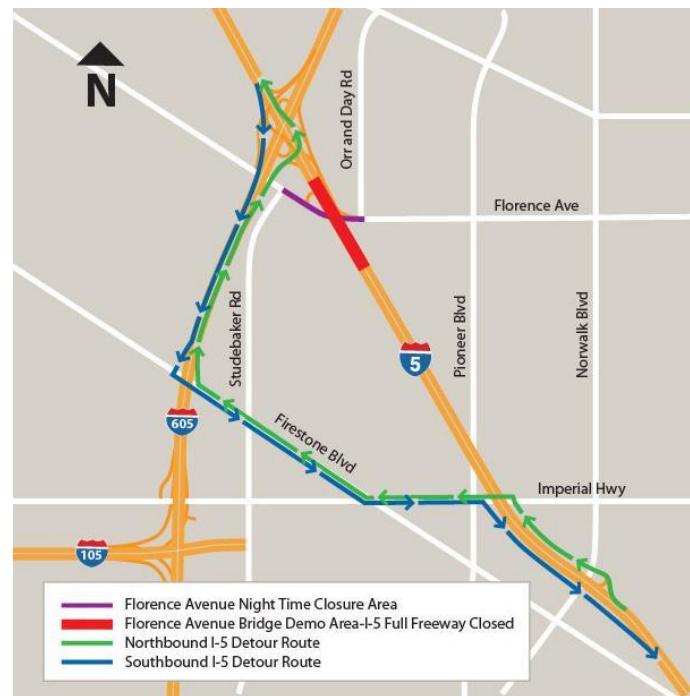 N
Orr and Day Rd
Florence Ave
Studebaker Rd
Pioneer Blvd
Norwalk Blvd
5
605
Firestone Blvd
Imperial Hwy
105
Florence Avenue Night Time Closure Area
Florence Avenue Bridge Demo Area-I-5 Full Freeway Closed
Northbound I-5 Detour Route
Southbound I-5 Detour Route